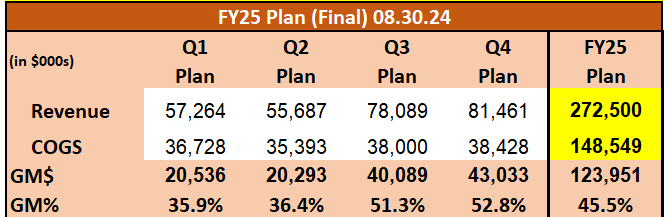 FY25 Plan (Final) 08.30.24
(in $000s) Q1 Plan Q2 Plan Q3 Plan Q4 Plan FY25 Plan
Revenue 57,264 55,687 78,089 81,461 272,500
COGS 36,728 35,393 38,000 38,428 148,549
GM$ 20,536 20,293 40,089 43,033 123,951
GM% 35.9% 36.4% 51.3% 52.8% 45.5%